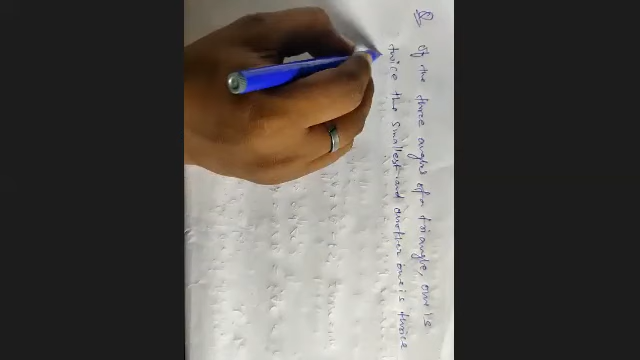 Q Of the three angles of a triangle, one is
twice the smallest and another one is thrice